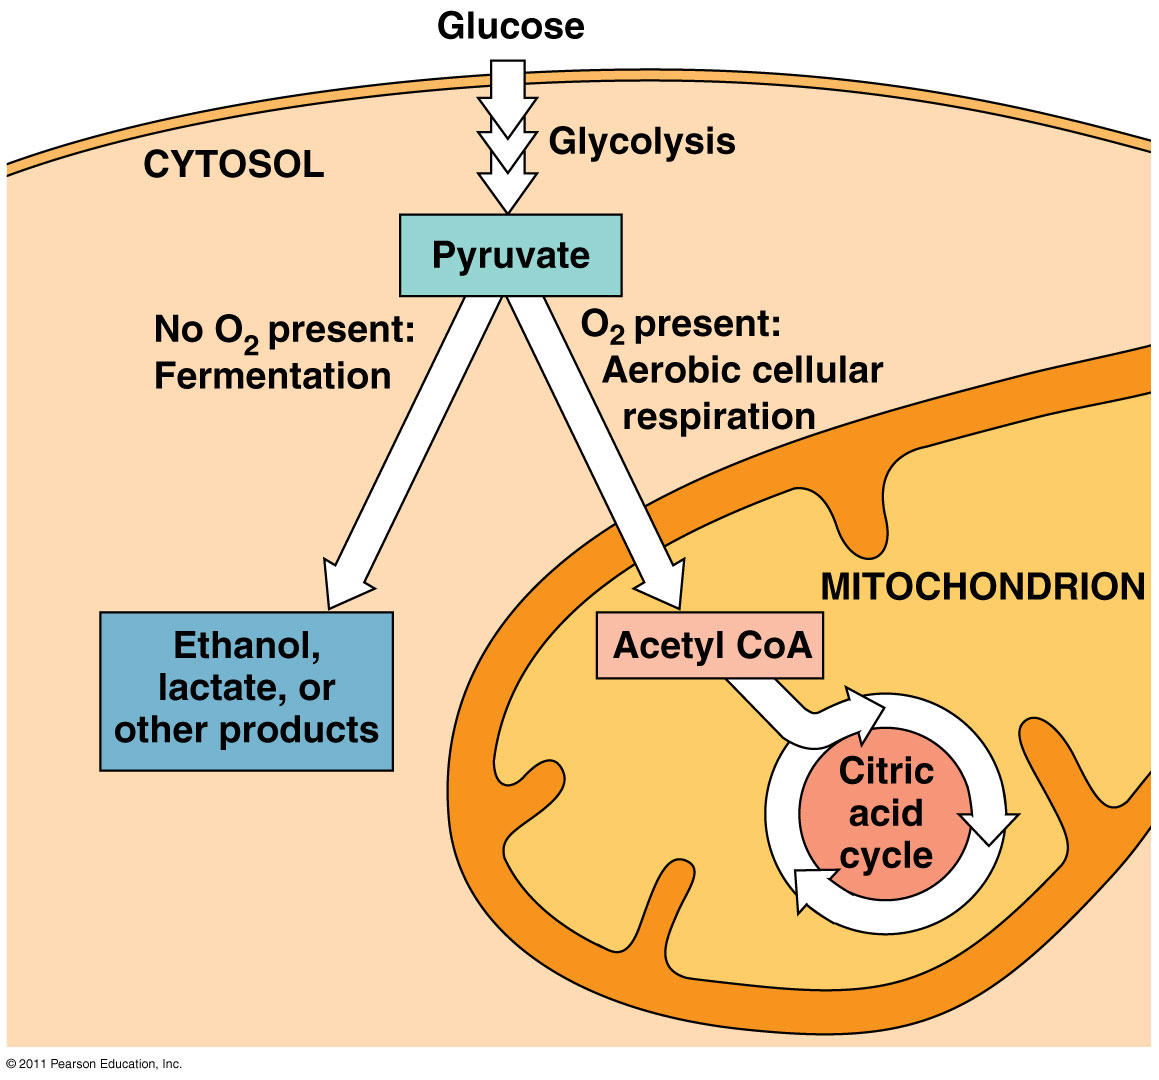 Glucose
Glycolysis
CYTOSOL
Pyruvate
No O₂ present:
Fermentation
O₂ present:
Aerobic cellular
respiration
MITOCHONDRION
Ethanol,
lactate, or
other products
Acetyl CoA
Citric
acid
cycle
© 2011 Pearson Education, Inc.